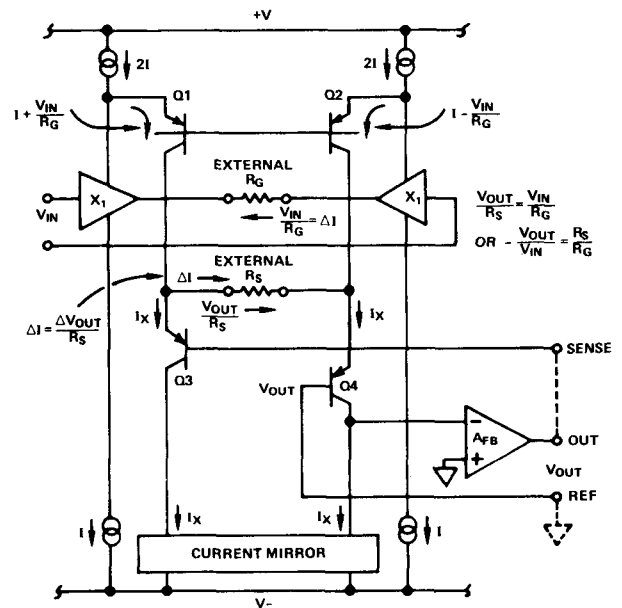 +V
2I
2I
Q1
Q2
I + VIN/RG
I - VIN/RG
EXTERNAL
RG
X1
X1
VIN
VIN/RG = ΔI
VOUT/RS = VIN/RG
OR - VOUT/VIN = RS/RG
EXTERNAL
ΔI
RS
VOUT/RS
IX
IX
ΔI = ΔVOUT/RS
SENSE
Q3
VOUT
Q4
-
AFB
+
OUT
VOUT
REF
I
IX
IX
I
CURRENT MIRROR
V-